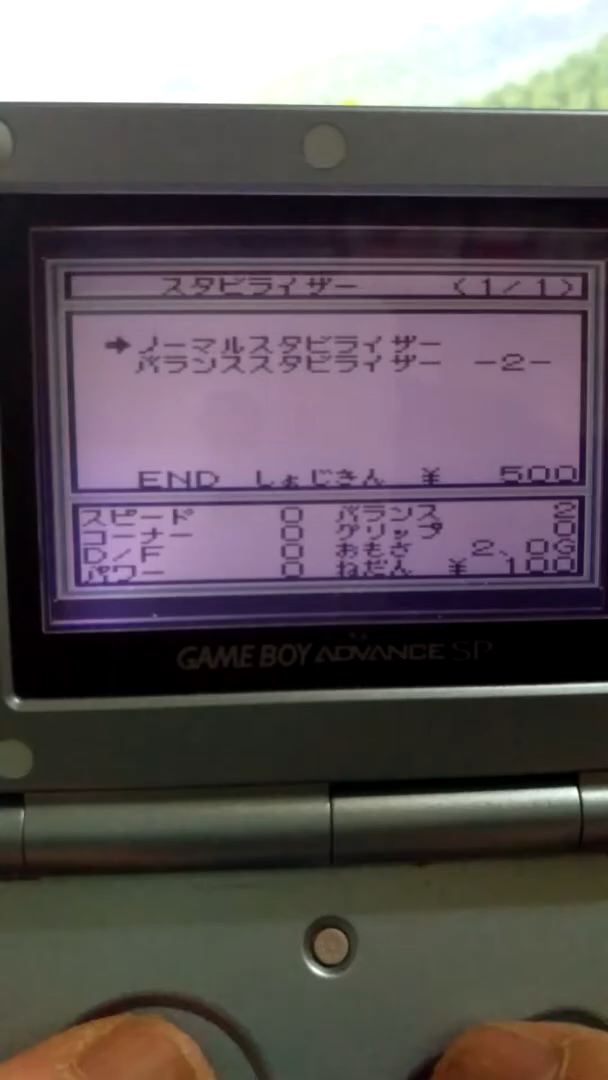 スタビライザー <1/1>
➡ノーマルスタビライザー
バランススタビライザー -2-
END しょじきん ¥ 500
スピード 0 バランス 2
コーナー 0 グリップ 0
D/F 0 おもさ 2、0G
パワー 0 ねだん ¥ 100
GAME BOY ADVANCE SP